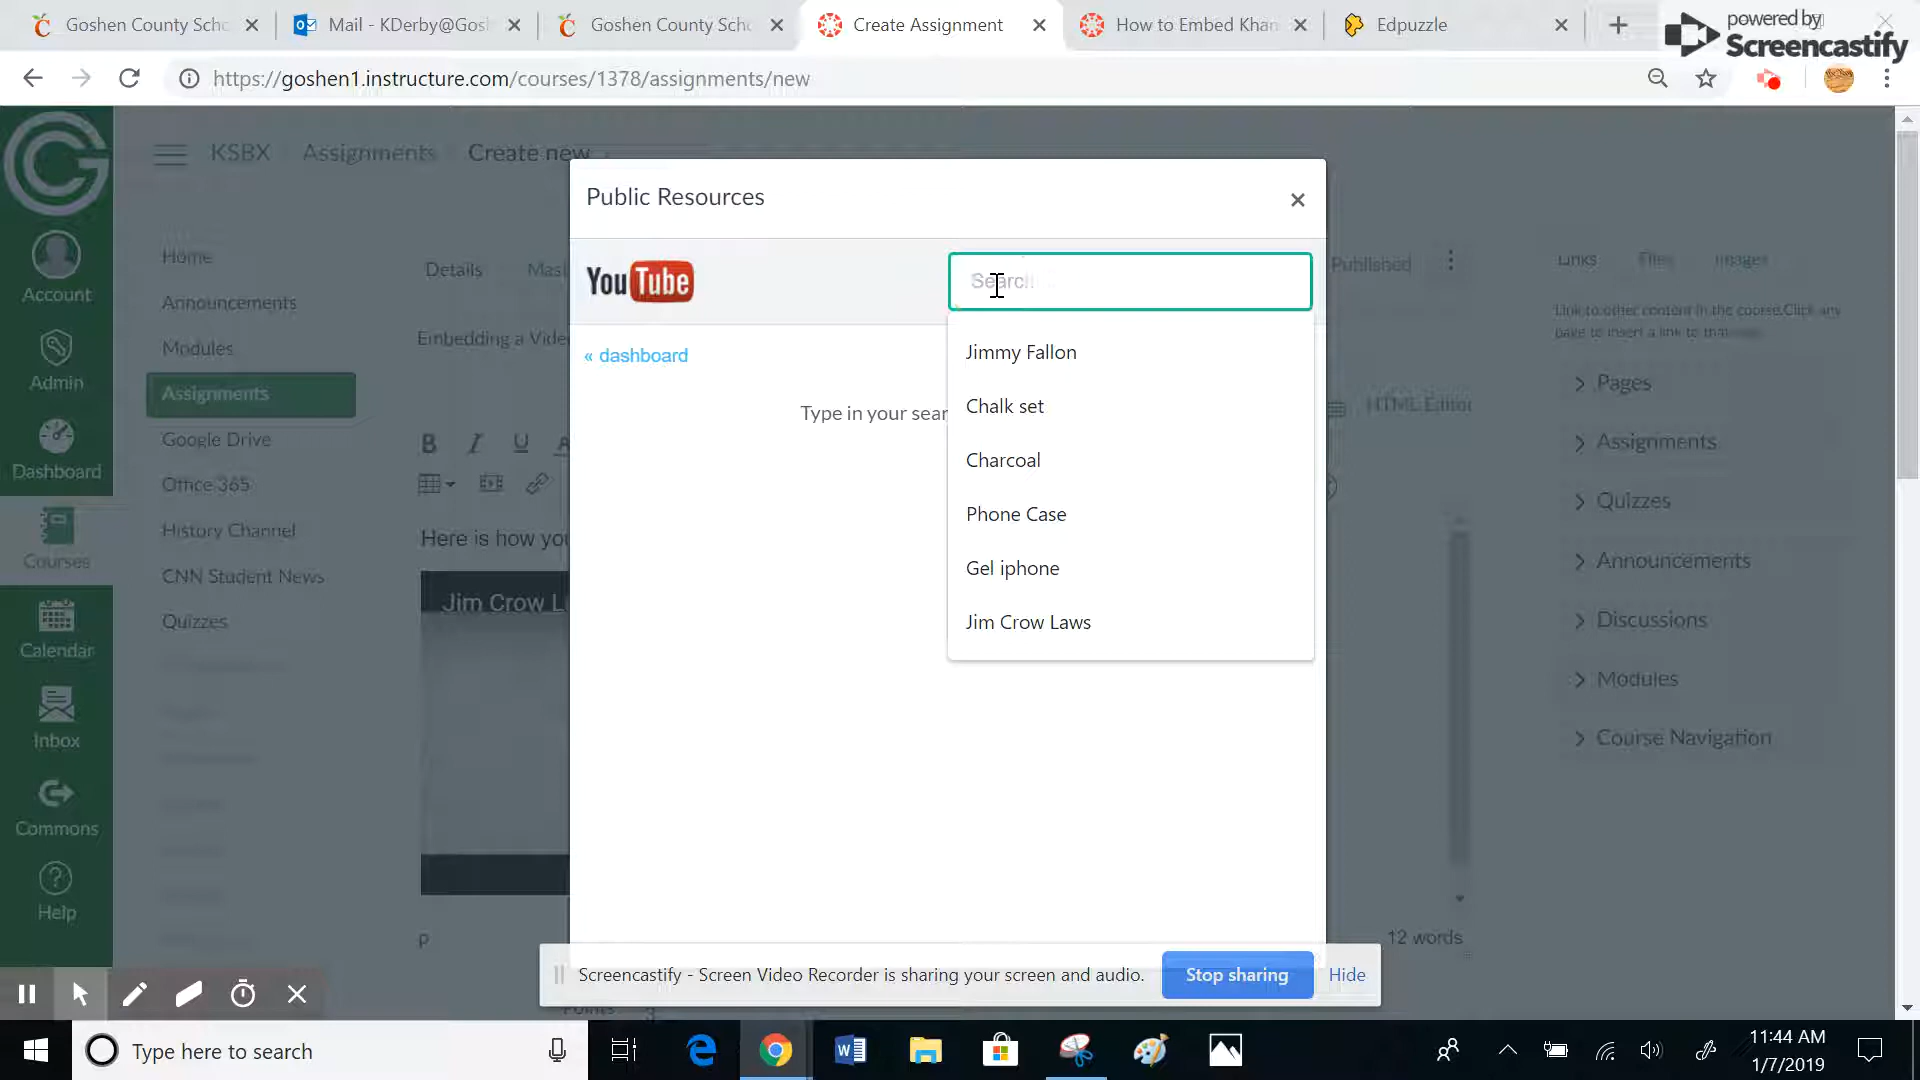 Goshen County Scho
Mail - KDerby@Gosh
Goshen County Scho
Create Assignment
How to Embed Khan
Edpuzzle
powered by
Screencastify
https://goshen1.instructure.com/courses/1378/assignments/new
KSBX
Assignments
Create new
Public Resources
Account
Admin
Dashboard
Courses
Calendar
Inbox
Commons
Help
Home
Announcements
Modules
Assignments
Google Drive
Office 365
History Channel
CNN Student News
Quizzes
Details
Embedding a Vide
B I U A
Here is how you
Jim Crow L
P
YouTube
Search
« dashboard
Type in your sear
Jimmy Fallon
Chalk set
Charcoal
Phone Case
Gel iphone
Jim Crow Laws
Published
HTML Editor
12 words
Links
Files
Images
Link to other content in the course.Click any
page to insert a link to that page.
Pages
Assignments
Quizzes
Announcements
Discussions
Modules
Course Navigation
Points
Screencastify - Screen Video Recorder is sharing your screen and audio.
Stop sharing
Hide
Type here to search
11:44 AM
1/7/2019